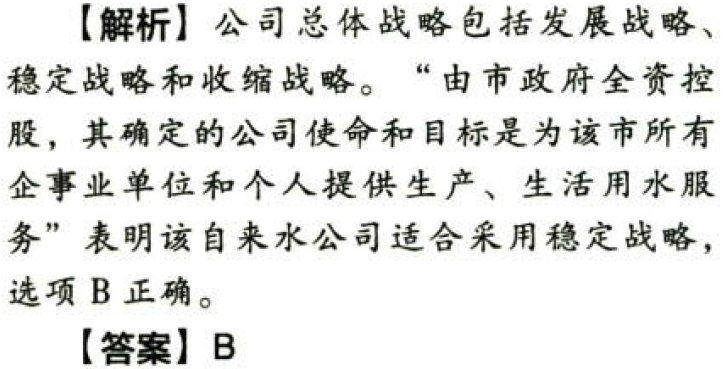 【解析】公司总体战略包括发展战略、
稳定战略和收缩战略。“由市政府全资控
股，其确定的公司使命和目标是为该市所有
企事业单位和个人提供生产、生活用水服
务”表明该自来水公司适合采用稳定战略，
选项 B 正确。
【答案】B